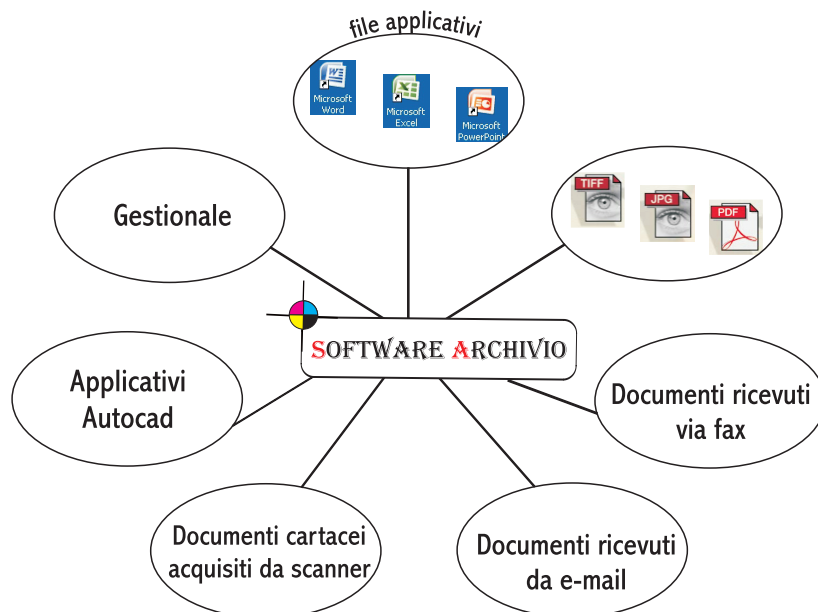 file applicativi
Microsoft
Word
Microsoft
Excel
Microsoft
PowerPoint
TIFF
JPG
PDF
Gestionale
SOFTWARE ARCHIVIO
Applicativi
Autocad
Documenti ricevuti
via fax
Documenti cartacei
acquisiti da scanner
Documenti ricevuti
da e-mail